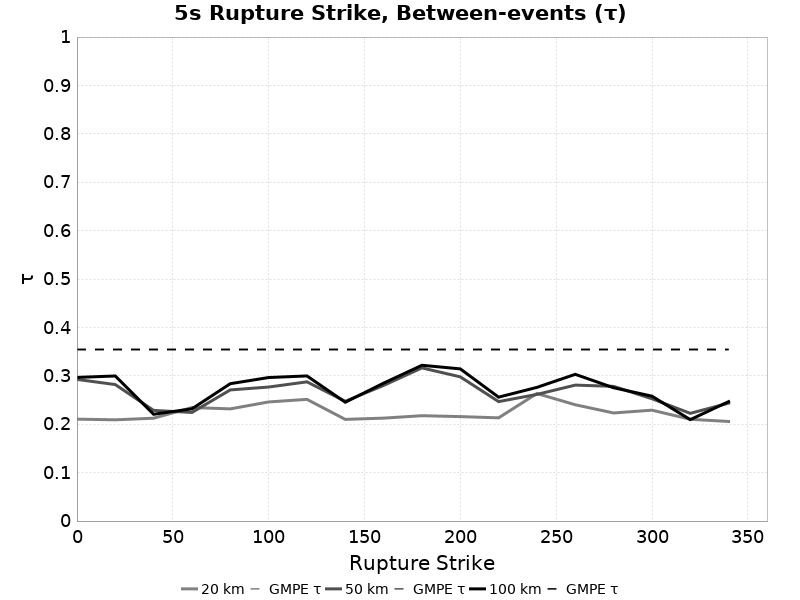 5s Rupture Strike, Between-events (τ)
1
0.9
0.8
0.7
0.6
0.5
0.4
0.3
0.2
0.1
0
τ
0 50 100 150 200 250 300 350
Rupture Strike
20 km GMPE τ 50 km GMPE τ 100 km GMPE τ